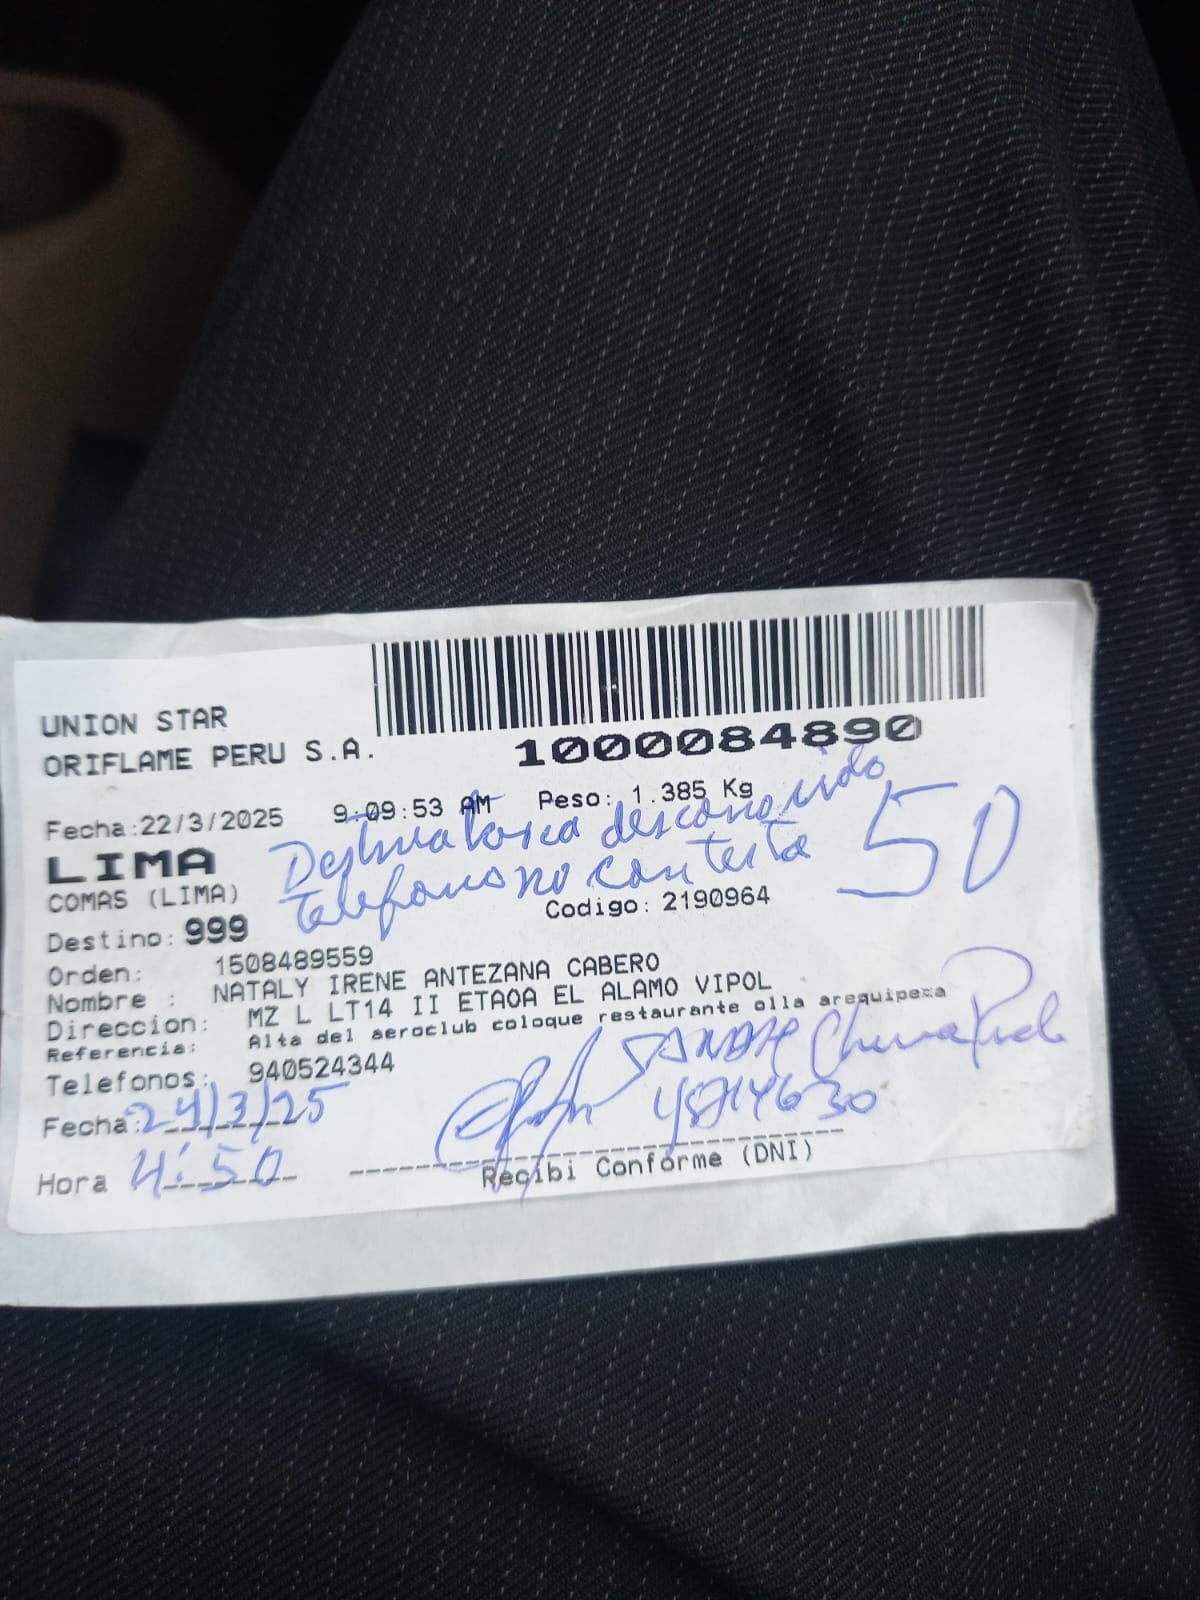 UNION STAR
ORIFLAME PERU S.A.
1000084890
Fecha:22/3/2025 9:09:53 AM Peso: 1.385 Kg
LIMA
COMAS (LIMA)
desconocido
Telefono no contesta
50
Destino: 999 Codigo: 2190964
Orden: 1508489559
Nombre : NATALY IRENE ANTEZANA CABERO
Direccion: MZ L LT14 II ETAOA EL ALAMO VIPOL
Referencia: Alta del aeroclub coloque restaurante olla arequipexa
Telefonos: 940524344
Fecha: 24/3/25
Hora 4:50
Recibi Conforme (DNI)